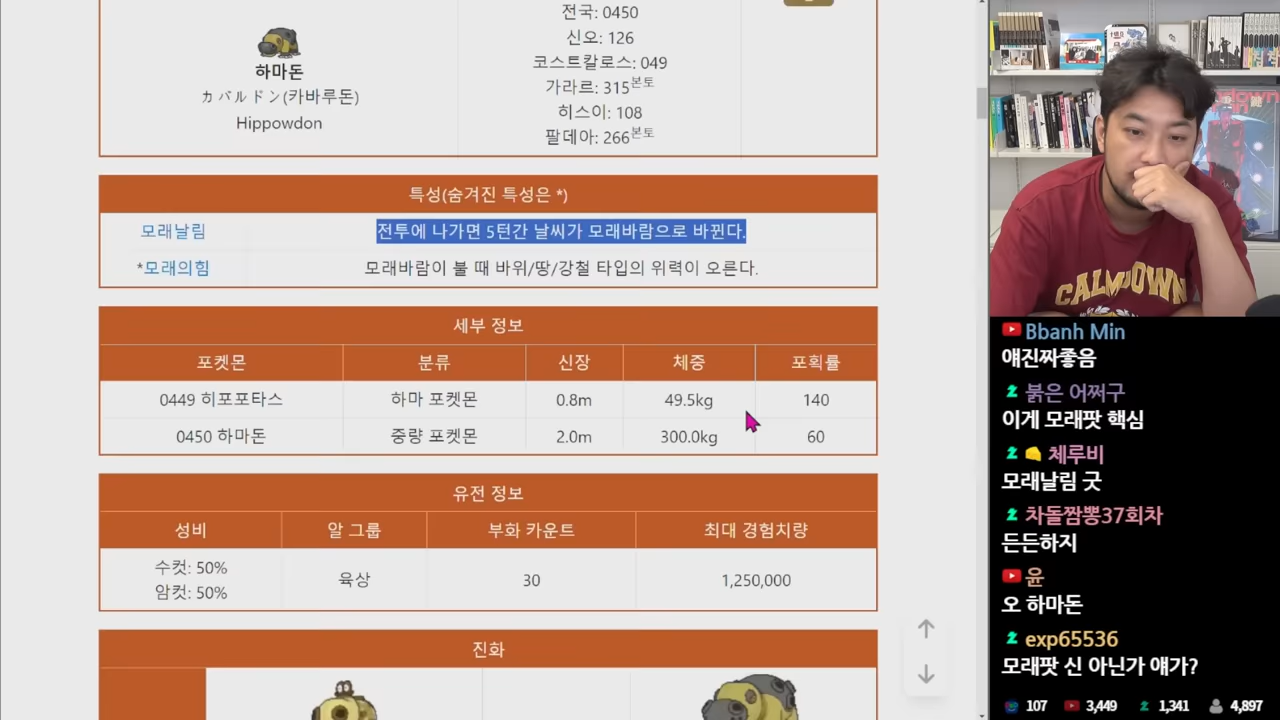 전국: 0450
신오: 126
코스트칼로스: 049
가라르: 315본토
히스이: 108
팔데아: 266본토
하마돈
カバルドン(카바루돈)
Hippowdon
특성(숨겨진 특성은 *)
모래날림
전투에 나가면 5턴간 날씨가 모래바람으로 바뀐다.
*모래의힘
모래바람이 불 때 바위/땅/강철 타입의 위력이 오른다.
세부 정보
포켓몬 분류 신장 체중 포획률
0449 히포포타스 하마 포켓몬 0.8m 49.5kg 140
0450 하마돈 중량 포켓몬 2.0m 300.0kg 60
유전 정보
성비 알 그룹 부화 카운트 최대 경험치량
수컷: 50%
암컷: 50%
육상 30 1,250,000
진화
CALMDOWN
Bbanh Min
얘진짜좋음
붉은 어쩌구
이게 모래팟 핵심
체루비
모래날림 굿
차돌짬뽕37회차
든든하지
윤
오 하마돈
exp65536
모래팟 신 아닌가 얘가?
107 3,449 1,341 4,897